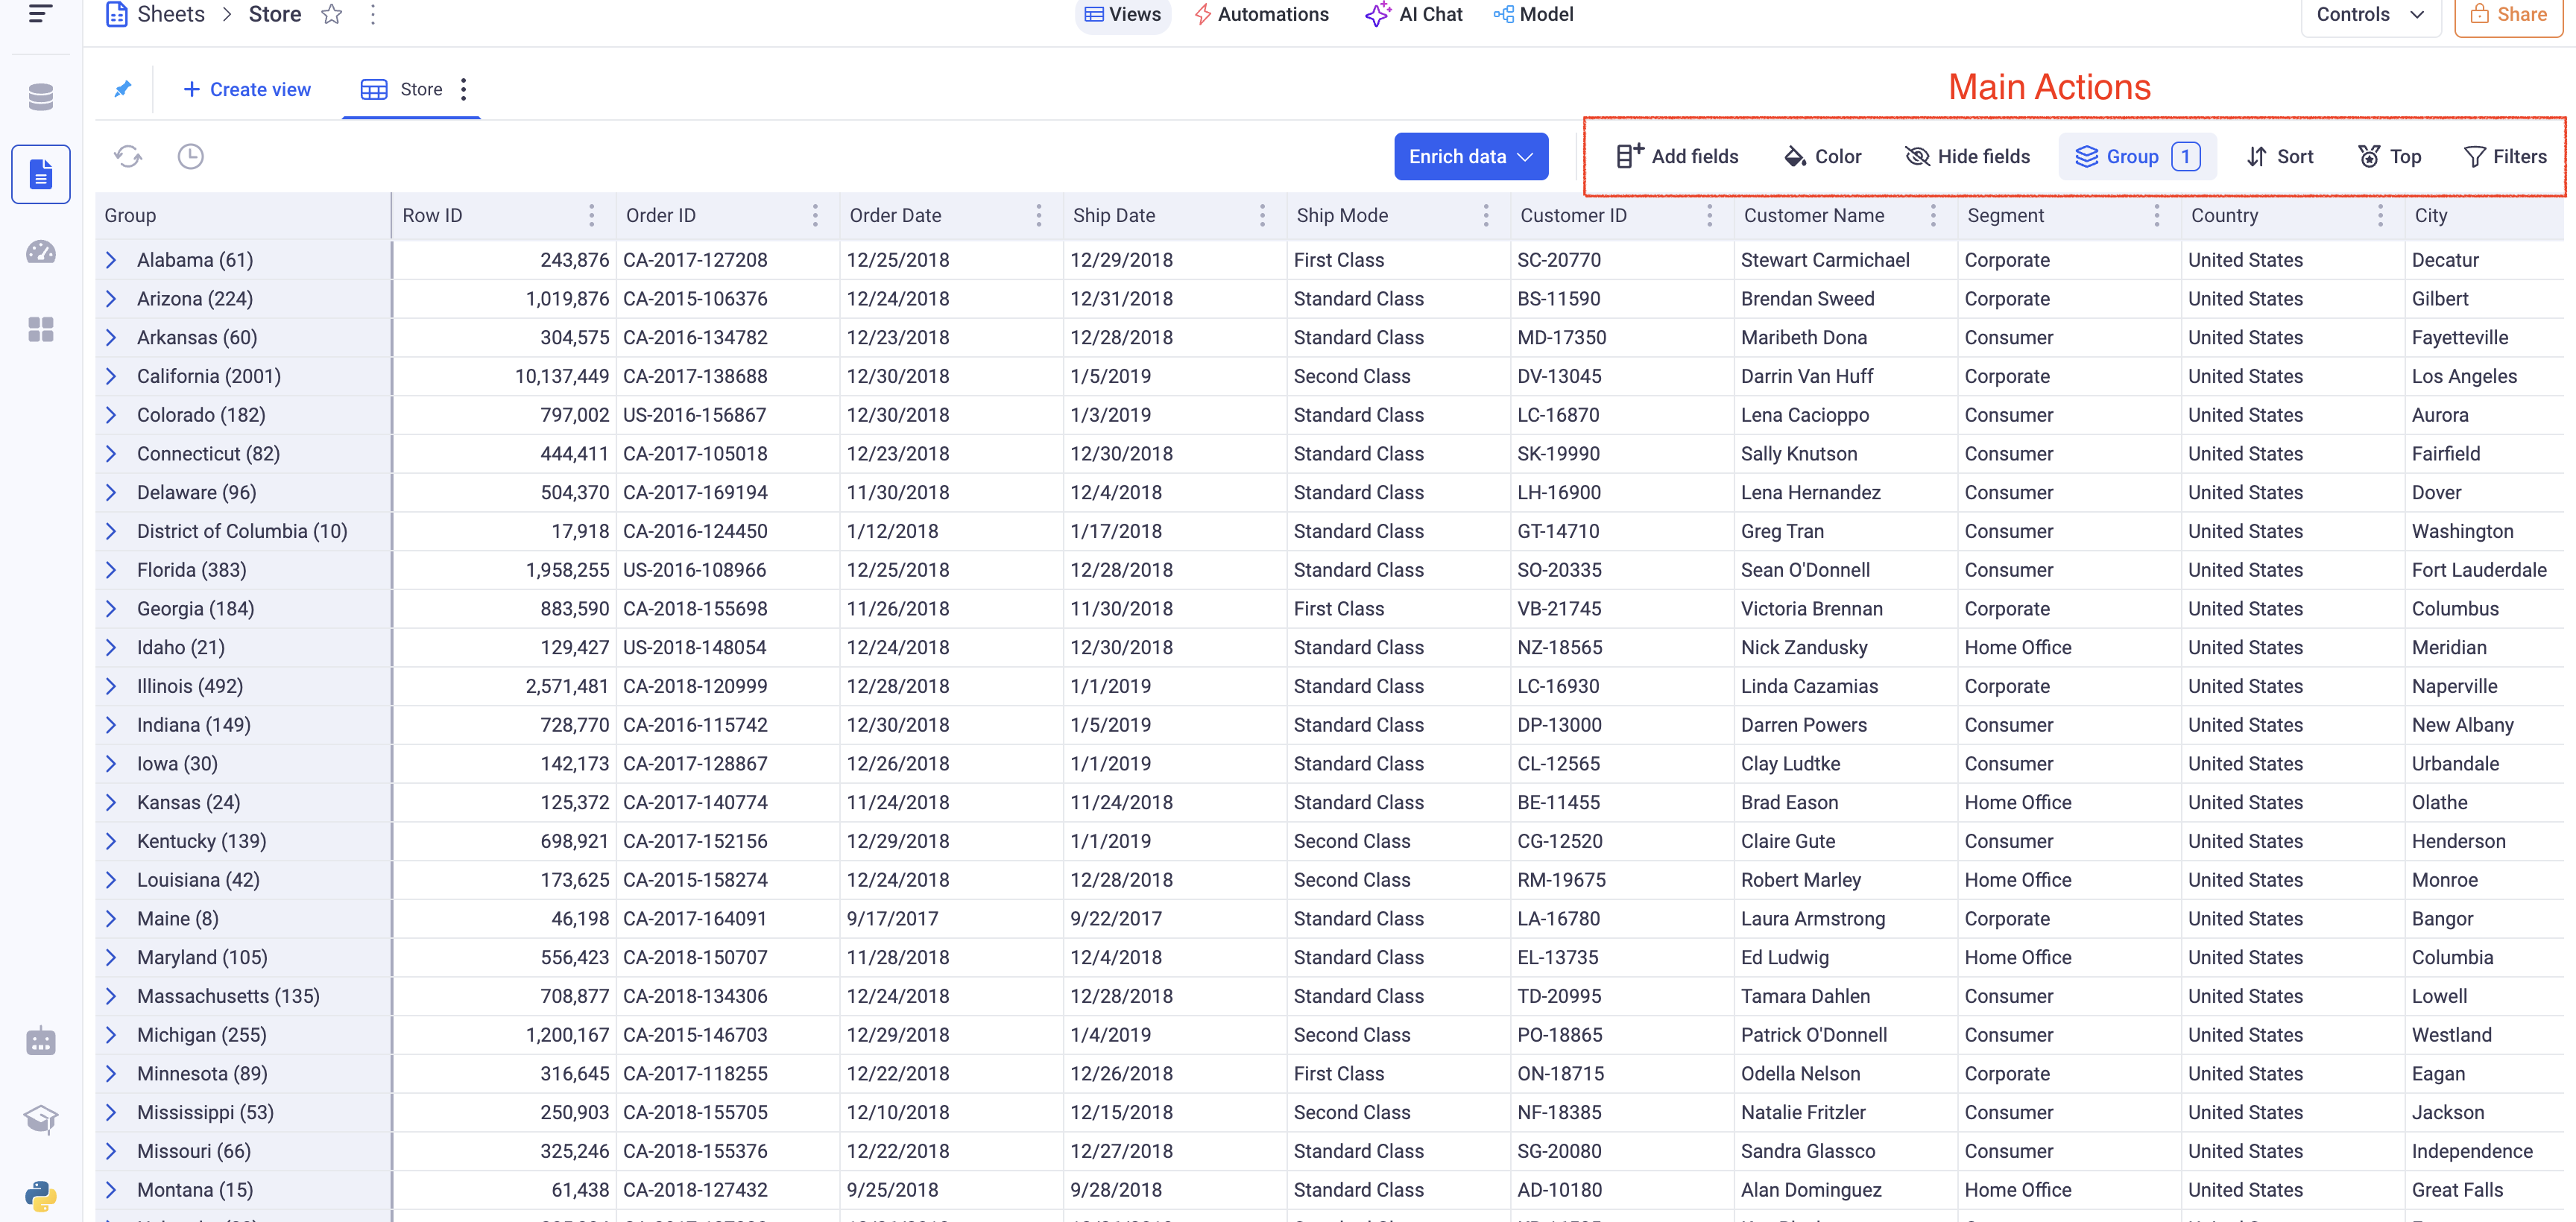 Sheets > Store
Views Automations AI Chat Model
Controls Share
Main Actions
+ Create view Store
Enrich data Add fields Color Hide fields Group 1 Sort Top Filters
Group Row ID Order ID Order Date Ship Date Ship Mode Customer ID Customer Name Segment Country City
Alabama (61) 243,876 CA-2017-127208 12/25/2018 12/29/2018 First Class SC-20770 Stewart Carmichael Corporate United States Decatur
Arizona (224) 1,019,876 CA-2015-106376 12/24/2018 12/31/2018 Standard Class BS-11590 Brendan Sweed Corporate United States Gilbert
Arkansas (60) 304,575 CA-2016-134782 12/23/2018 12/28/2018 Standard Class MD-17350 Maribeth Dona Consumer United States Fayetteville
California (2001) 10,137,449 CA-2017-138688 12/30/2018 1/5/2019 Second Class DV-13045 Darrin Van Huff Corporate United States Los Angeles
Colorado (182) 797,002 US-2016-156867 12/30/2018 1/3/2019 Standard Class LC-16870 Lena Cacioppo Consumer United States Aurora
Connecticut (82) 444,411 CA-2017-105018 12/23/2018 12/30/2018 Standard Class SK-19990 Sally Knutson Consumer United States Fairfield
Delaware (96) 504,370 CA-2017-169194 11/30/2018 12/4/2018 Standard Class LH-16900 Lena Hernandez Consumer United States Dover
District of Columbia (10) 17,918 CA-2016-124450 1/12/2018 1/17/2018 Standard Class GT-14710 Greg Tran Consumer United States Washington
Florida (383) 1,958,255 US-2016-108966 12/25/2018 12/28/2018 Standard Class SO-20335 Sean O'Donnell Consumer United States Fort Lauderdale
Georgia (184) 883,590 CA-2018-155698 11/26/2018 11/30/2018 First Class VB-21745 Victoria Brennan Corporate United States Columbus
Idaho (21) 129,427 US-2018-148054 12/24/2018 12/30/2018 Standard Class NZ-18565 Nick Zandusky Home Office United States Meridian
Illinois (492) 2,571,481 CA-2018-120999 12/28/2018 1/1/2019 Standard Class LC-16930 Linda Cazamias Corporate United States Naperville
Indiana (149) 728,770 CA-2016-115742 12/30/2018 1/5/2019 Standard Class DP-13000 Darren Powers Consumer United States New Albany
Iowa (30) 142,173 CA-2017-128867 12/26/2018 1/1/2019 Standard Class CL-12565 Clay Ludtke Consumer United States Urbandale
Kansas (24) 125,372 CA-2017-140774 11/24/2018 11/24/2018 Standard Class BE-11455 Brad Eason Home Office United States Olathe
Kentucky (139) 698,921 CA-2017-152156 12/29/2018 1/1/2019 Second Class CG-12520 Claire Gute Consumer United States Henderson
Louisiana (42) 173,625 CA-2015-158274 12/24/2018 12/28/2018 Second Class RM-19675 Robert Marley Home Office United States Monroe
Maine (8) 46,198 CA-2017-164091 9/17/2017 9/22/2017 Standard Class LA-16780 Laura Armstrong Corporate United States Bangor
Maryland (105) 556,423 CA-2018-150707 11/28/2018 12/4/2018 Standard Class EL-13735 Ed Ludwig Home Office United States Columbia
Massachusetts (135) 708,877 CA-2018-134306 12/24/2018 12/28/2018 Standard Class TD-20995 Tamara Dahlen Consumer United States Lowell
Michigan (255) 1,200,167 CA-2015-146703 12/29/2018 1/4/2019 Second Class PO-18865 Patrick O'Donnell Consumer United States Westland
Minnesota (89) 316,645 CA-2017-118255 12/22/2018 12/26/2018 First Class ON-18715 Odella Nelson Corporate United States Eagan
Mississippi (53) 250,903 CA-2018-155705 12/10/2018 12/15/2018 Second Class NF-18385 Natalie Fritzler Consumer United States Jackson
Missouri (66) 325,246 CA-2018-155376 12/22/2018 12/27/2018 Standard Class SG-20080 Sandra Glassco Consumer United States Independence
Montana (15) 61,438 CA-2018-127432 9/25/2018 9/28/2018 Standard Class AD-10180 Alan Dominguez Home Office United States Great Falls